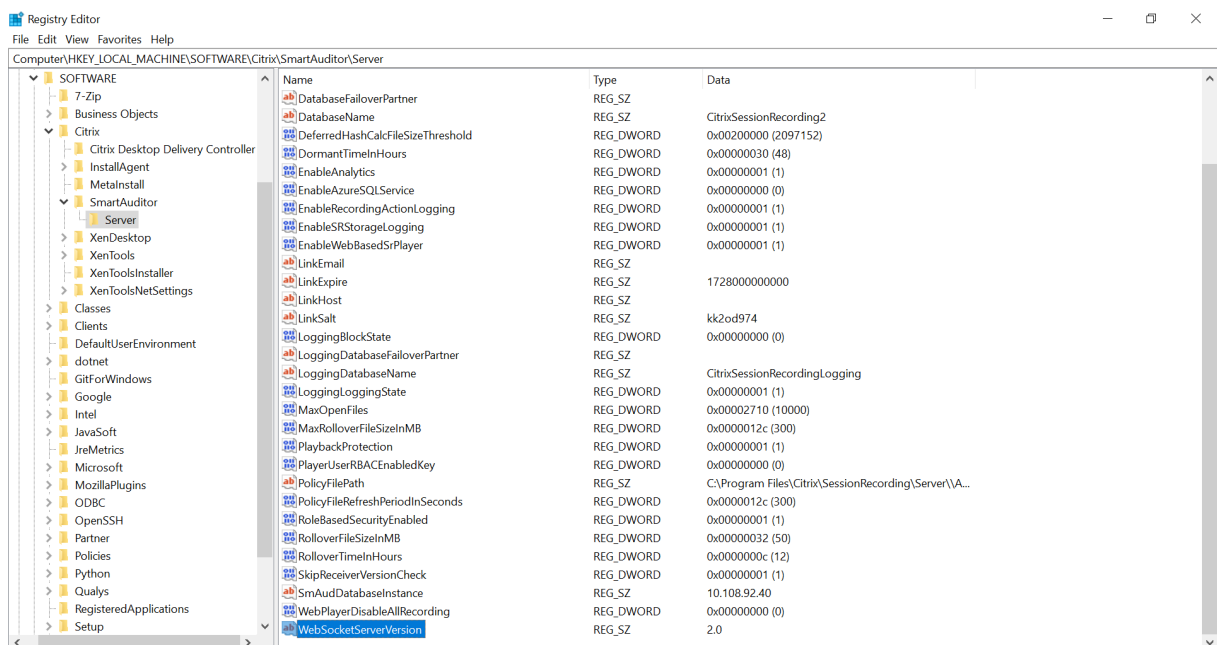 Registry Editor
File Edit View Favorites Help
Computer\HKEY_LOCAL_MACHINE\SOFTWARE\Citrix\SmartAuditor\Server
SOFTWARE
7-Zip
Business Objects
Citrix
Citrix Desktop Delivery Controller
InstallAgent
MetaInstall
SmartAuditor
Server
XenDesktop
XenTools
XenToolsInstaller
XenToolsNetSettings
Classes
Clients
DefaultUserEnvironment
dotnet
GitForWindows
Google
Intel
JavaSoft
JreMetrics
Microsoft
MozillaPlugins
ODBC
OpenSSH
Partner
Policies
Python
Qualys
RegisteredApplications
Setup
Name Type Data
DatabaseFailoverPartner REG_SZ
DatabaseName REG_SZ CitrixSessionRecording2
DeferredHashCalcFileSizeThreshold REG_DWORD 0x00200000 (2097152)
DormantTimeInHours REG_DWORD 0x00000030 (48)
EnableAnalytics REG_DWORD 0x00000001 (1)
EnableAzureSQLService REG_DWORD 0x00000000 (0)
EnableRecordingActionLogging REG_DWORD 0x00000001 (1)
EnableSRStorageLogging REG_DWORD 0x00000001 (1)
EnableWebBasedSrPlayer REG_DWORD 0x00000001 (1)
LinkEmail REG_SZ
LinkExpire REG_SZ 1728000000000
LinkHost REG_SZ
LinkSalt REG_SZ kk2od974
LoggingBlockState REG_DWORD 0x00000000 (0)
LoggingDatabaseFailoverPartner REG_SZ
LoggingDatabaseName REG_SZ CitrixSessionRecordingLogging
LoggingLoggingState REG_DWORD 0x00000001 (1)
MaxOpenFiles REG_DWORD 0x00002710 (10000)
MaxRolloverFileSizeInMB REG_DWORD 0x0000012c (300)
PlaybackProtection REG_DWORD 0x00000001 (1)
PlayerUserRBACEnabledKey REG_DWORD 0x00000000 (0)
PolicyFilePath REG_SZ C:\Program Files\Citrix\SessionRecording\Server\\A...
PolicyFileRefreshPeriodInSeconds REG_DWORD 0x0000012c (300)
RoleBasedSecurityEnabled REG_DWORD 0x00000001 (1)
RolloverFileSizeInMB REG_DWORD 0x00000032 (50)
RolloverTimeInHours REG_DWORD 0x0000000c (12)
SkipReceiverVersionCheck REG_DWORD 0x00000001 (1)
SmAudDatabaseInstance REG_SZ 10.108.92.40
WebPlayerDisableAllRecording REG_DWORD 0x00000000 (0)
WebSocketServerVersion REG_SZ 2.0